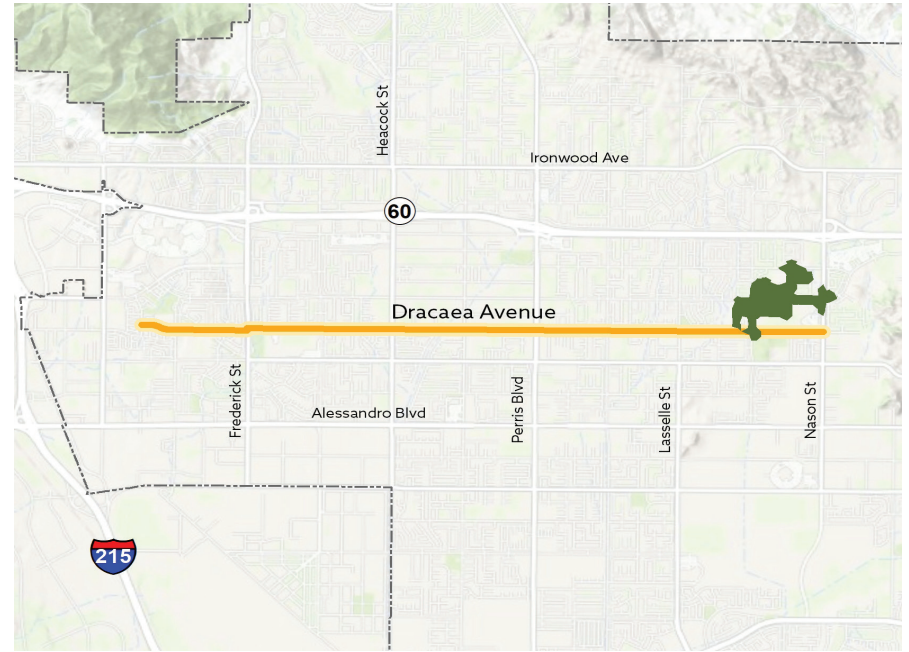 Heacock St
Ironwood Ave
60
Dracaea Avenue
Frederick St
Perris Blvd
Lasselle St
Nason St
Alessandro Blvd
215